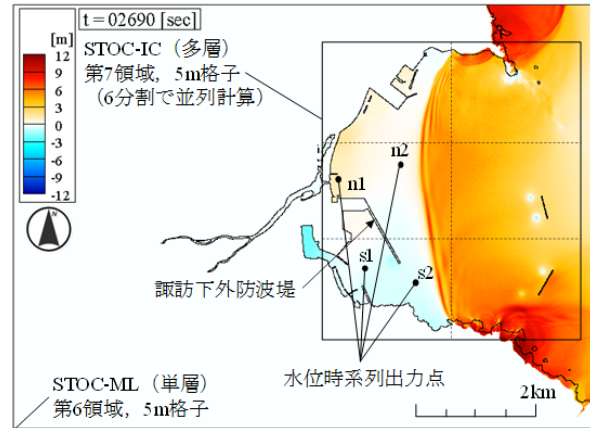 t = 02690 [sec]
[m]
12
9
6
3
0
-3
-6
-9
-12
N
STOC-IC（多層）
第7領域，5m格子
（6分割で並列計算）
n2
n1
s1
s2
諏訪下外防波堤
水位時系列出力点
STOC-ML（単層）
第6領域，5m格子
2km